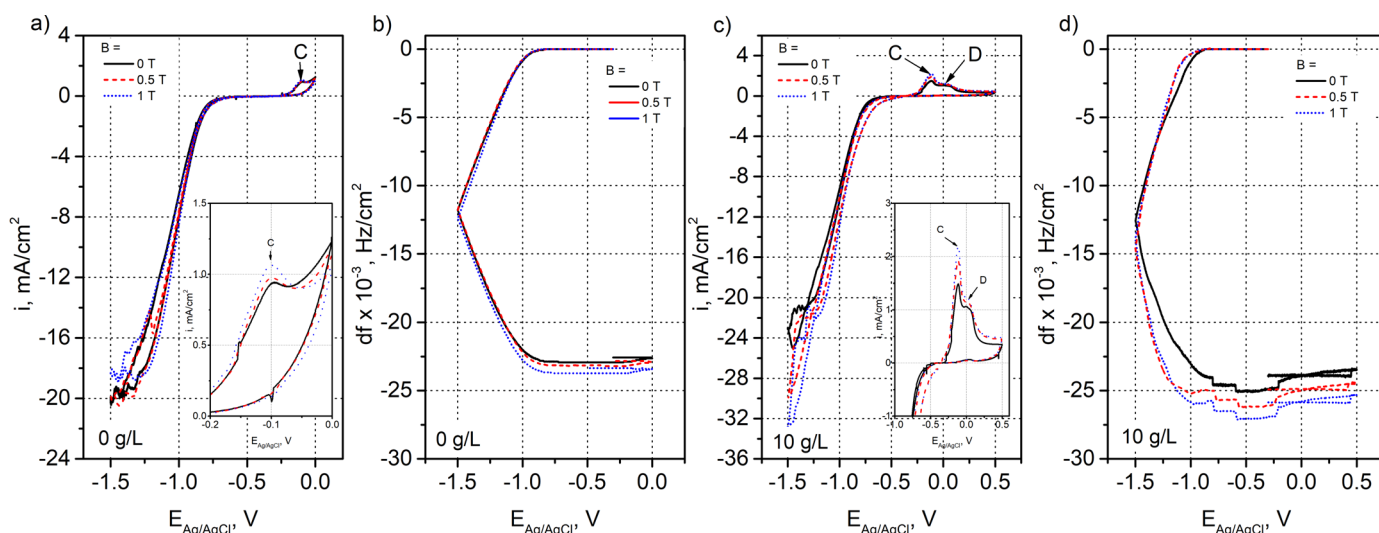 a)
B =
0 T
0.5 T
1 T
C
i, mA/cm²
4
0
-4
-8
-12
-16
-20
-24
-1.5
-1.0
-0.5
0.0
E_Ag/AgCl, V
0 g/L
i, mA/cm²
1.5
1.0
0.5
0.0
C
-0.2
-0.1
0.0
E_Ag/AgCl, V
b)
B =
0 T
0.5 T
1 T
df x 10⁻³, Hz/cm²
0
-5
-10
-15
-20
-25
-30
-1.5
-1.0
-0.5
0.0
E_Ag/AgCl, V
0 g/L
c)
B =
0 T
0.5 T
1 T
C
D
i, mA/cm²
4
0
-4
-8
-12
-16
-20
-24
-28
-32
-36
-1.5
-1.0
-0.5
0.0
0.5
E_Ag/AgCl, V
10 g/L
i, mA/cm
3
2
1
0
-1
C
D
-1.0
-0.5
0.0
0.5
E_Ag/AgCl, V
d)
B =
0 T
0.5 T
1 T
df x 10⁻³, Hz/cm²
0
-5
-10
-15
-20
-25
-30
-1.5
-1.0
-0.5
0.0
0.5
E_Ag/AgCl, V
10 g/L